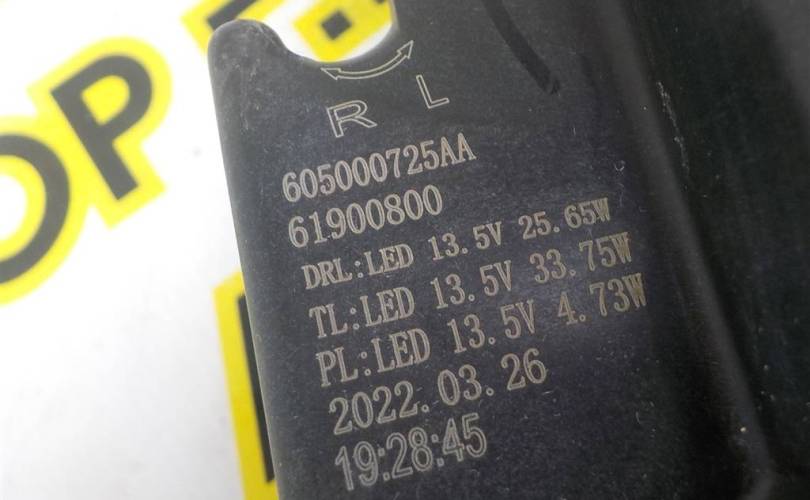 OP
R L
605000725AA
61900800
DRL:LED 13.5V 25.65W
TL:LED 13.5V 33.75W
PL:LED 13.5V 4.73W
2022.03.26
19:28:45